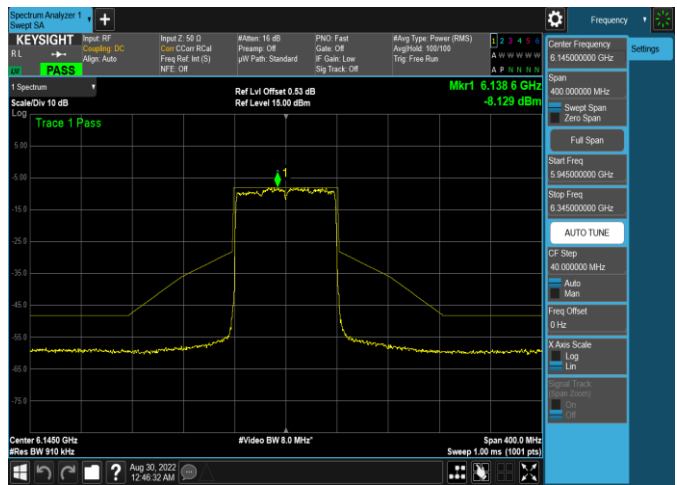 Spectrum Analyzer 1
Swept SA
+
Frequency
KEYSIGHT
Input: RF
Input Z: 50 Ω
#Atten: 16 dB
PNO: Fast
#Avg Type: Power (RMS)
1 2 3 4 5 6
R L
Coupling: DC
Corr CCorr RCal
Preamp: Off
Gate: Off
Avg|Hold: 100/100
A W W W W W
Align: Auto
Freq Ref: Int (S)
µW Path: Standard
IF Gain: Low
Trig: Free Run
NFE: Off
Sig Track: Off
A P N N N N
PASS
1 Spectrum
Ref Lvl Offset 0.53 dB
Mkr1 6.138 6 GHz
Scale/Div 10 dB
Ref Level 15.00 dBm
-8.129 dBm
Log
Trace 1 Pass
1
5.00
-5.00
-15.0
-25.0
-35.0
-45.0
-55.0
-65.0
-75.0
Center 6.1450 GHz
#Video BW 8.0 MHz*
Span 400.0 MHz
#Res BW 910 kHz
Sweep 1.00 ms (1001 pts)
?
Aug 30, 2022
12:46:32 AM
Center Frequency
6.145000000 GHz
Settings
Span
400.000000 MHz
Swept Span
Zero Span
Full Span
Start Freq
5.945000000 GHz
Stop Freq
6.345000000 GHz
AUTO TUNE
CF Step
40.000000 MHz
Auto
Man
Freq Offset
0 Hz
X Axis Scale
Log
Lin
Signal Track
(Span Zoom)
On
Off